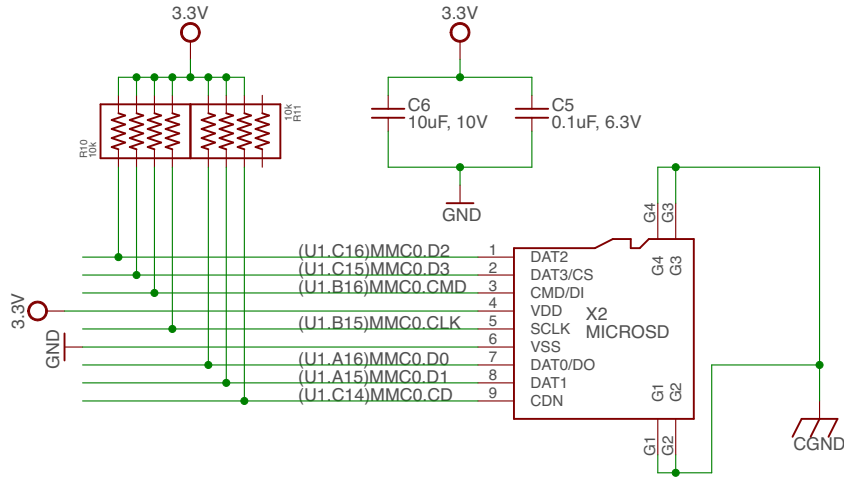 3.3V
3.3V
R10
10k
10k
R11
C6
10uF, 10V
C5
0.1uF, 6.3V
GND
G4
G3
(U1.C16)MMC0.D2
1
DAT2
G4
G3
(U1.C15)MMC0.D3
2
DAT3/CS
(U1.B16)MMC0.CMD
3
CMD/DI
3.3V
4
VDD
X2
(U1.B15)MMC0.CLK
5
SCLK
MICROSD
GND
6
VSS
(U1.A16)MMC0.D0
7
DAT0/DO
(U1.A15)MMC0.D1
8
DAT1
G1
G2
(U1.C14)MMC0.CD
9
CDN
G1
G2
CGND